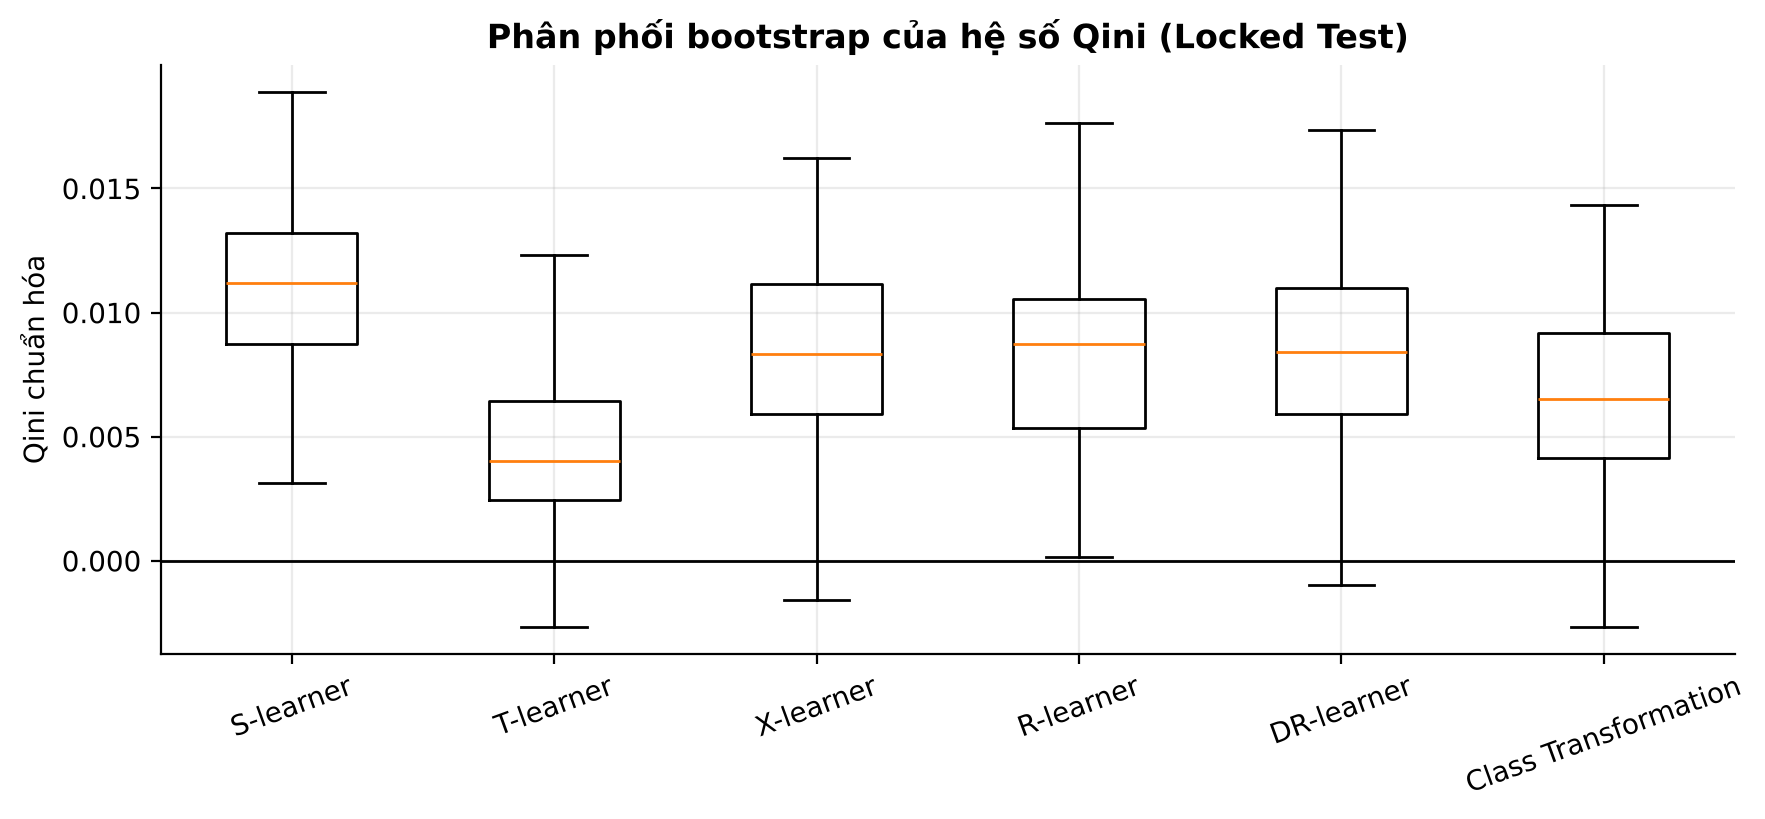 Phân phối bootstrap của hệ số Qini (Locked Test)
Qini chuẩn hóa
0.015
0.010
0.005
0.000
S-learner
T-learner
X-learner
R-learner
DR-learner
Class Transformation